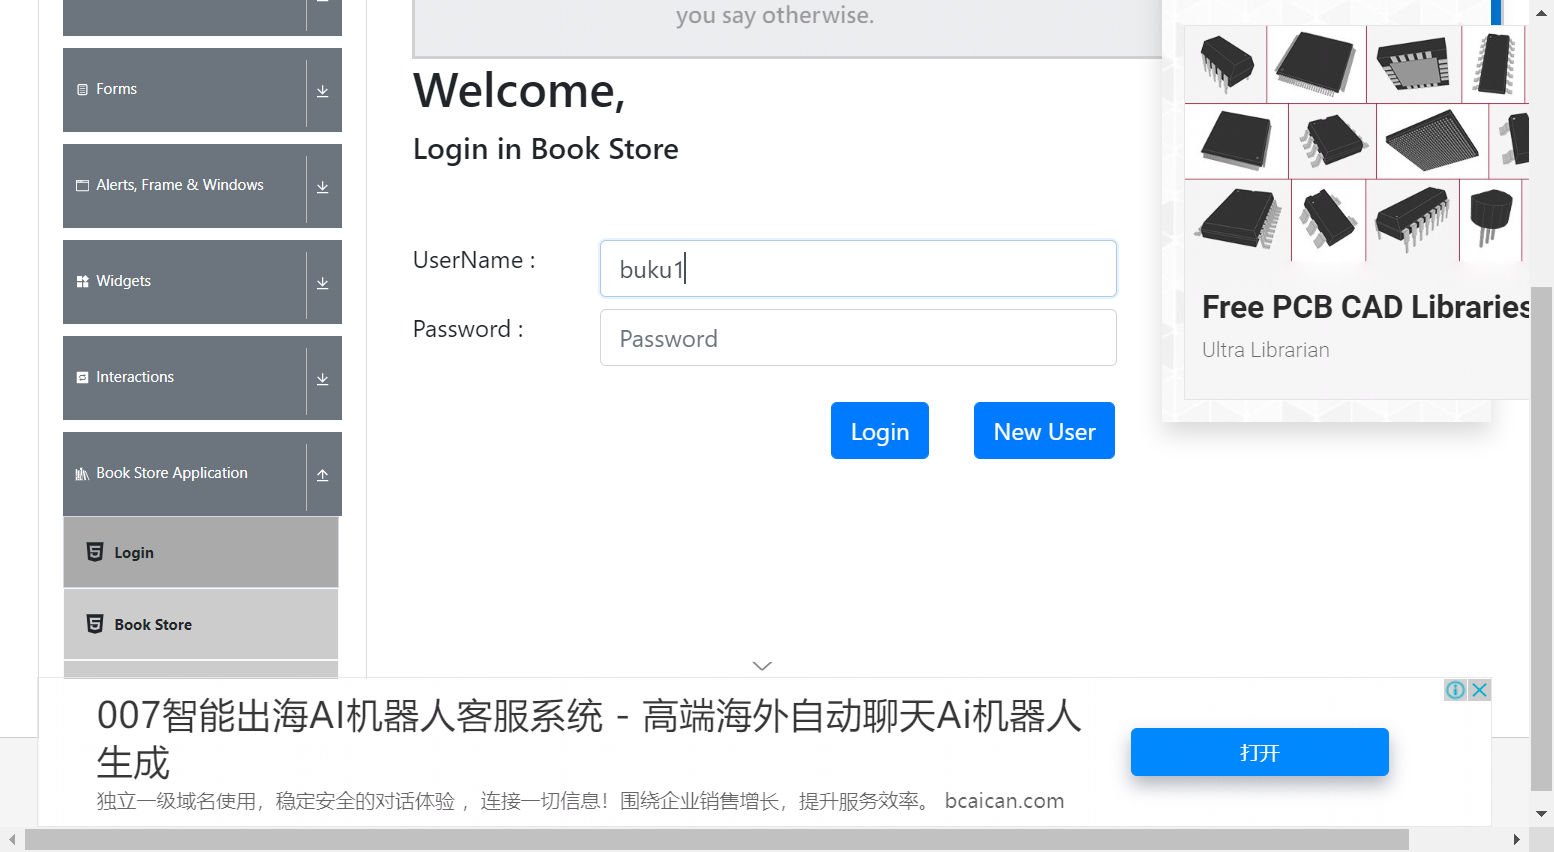 you say otherwise.
Welcome,
Login in Book Store
UserName :
buku1
Password :
Password
Login
New User
Forms
Alerts, Frame & Windows
Widgets
Interactions
Book Store Application
Login
Book Store
Free PCB CAD Libraries
Ultra Librarian
007智能出海AI机器人客服系统 - 高端海外自动聊天Ai机器人
生成
独立一级域名使用，稳定安全的对话体验 ，连接一切信息！围绕企业销售增长，提升服务效率。 bcaican.com
打开